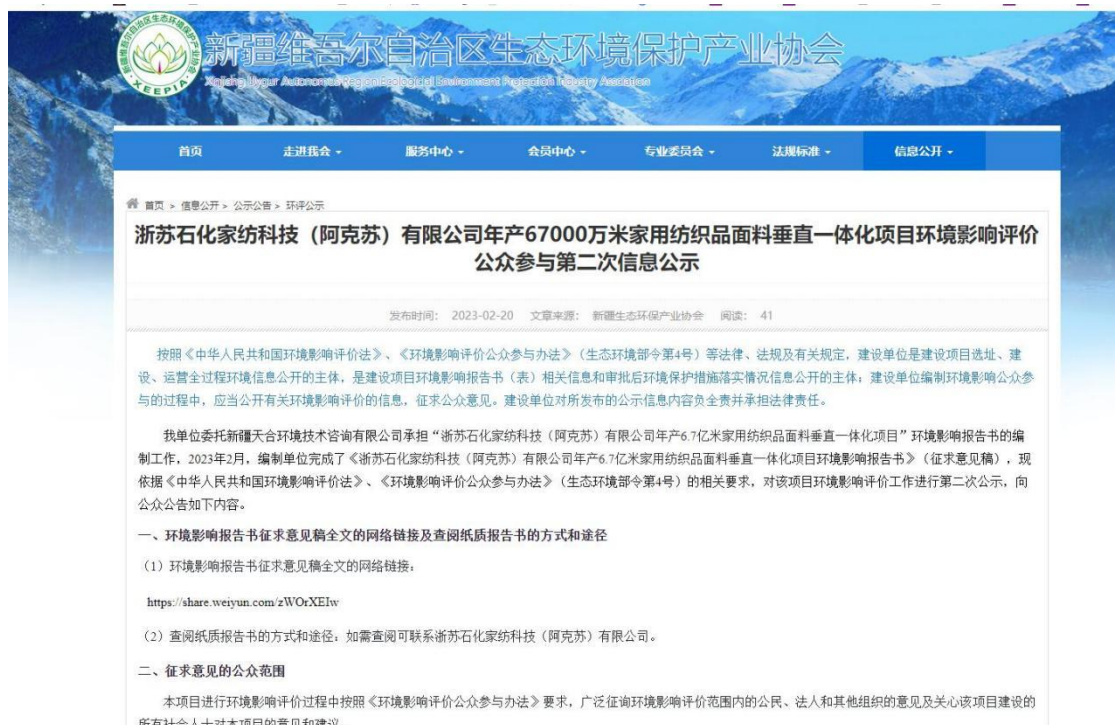 新疆维吾尔自治区生态环境保护产业协会
XEEPIA
首页 走进我会 服务中心 会员中心 专业委员会 法规标准 信息公开
首页 > 信息公开 > 公示公告 > 环评公示
浙苏石化家纺科技（阿克苏）有限公司年产67000万米家用纺织品面料垂直一体化项目环境影响评价
公众参与第二次信息公示
发布时间： 2023-02-20 文章来源： 新疆生态环保产业协会 阅读： 41
按照《中华人民共和国环境影响评价法》、《环境影响评价公众参与办法》（生态环境部令第4号）等法律、法规及有关规定，建设单位是建设项目选址、建
设、运营全过程环境信息公开的主体，是建设项目环境影响报告书（表）相关信息和审批后环境保护措施落实情况信息公开的主体；建设单位编制环境影响公众参
与的过程中，应当公开有关环境影响评价的信息，征求公众意见。建设单位对所发布的公示信息内容负全责并承担法律责任。
我单位委托新疆天合环境技术咨询有限公司承担“浙苏石化家纺科技（阿克苏）有限公司年产6.7亿米家用纺织品面料垂直一体化项目”环境影响报告书的编
制工作，2023年2月，编制单位完成了《浙苏石化家纺科技（阿克苏）有限公司年产6.7亿米家用纺织品面料垂直一体化项目环境影响报告书》（征求意见稿），现
依据《中华人民共和国环境影响评价法》、《环境影响评价公众参与办法》（生态环境部令第4号）的相关要求，对该项目环境影响评价工作进行第二次公示，向
公众公告如下内容。
一、环境影响报告书征求意见稿全文的网络链接及查阅纸质报告书的方式和途径
（1）环境影响报告书征求意见稿全文的网络链接：
https://share.weiyun.com/zWOrXEIw
（2）查阅纸质报告书的方式和途径：如需查阅可联系浙苏石化家纺科技（阿克苏）有限公司。
二、征求意见的公众范围
本项目进行环境影响评价过程中按照《环境影响评价公众参与办法》要求，广泛征询环境影响评价范围内的公民、法人和其他组织的意见及关心该项目建设的
所有社会人士对本项目的意见和建议